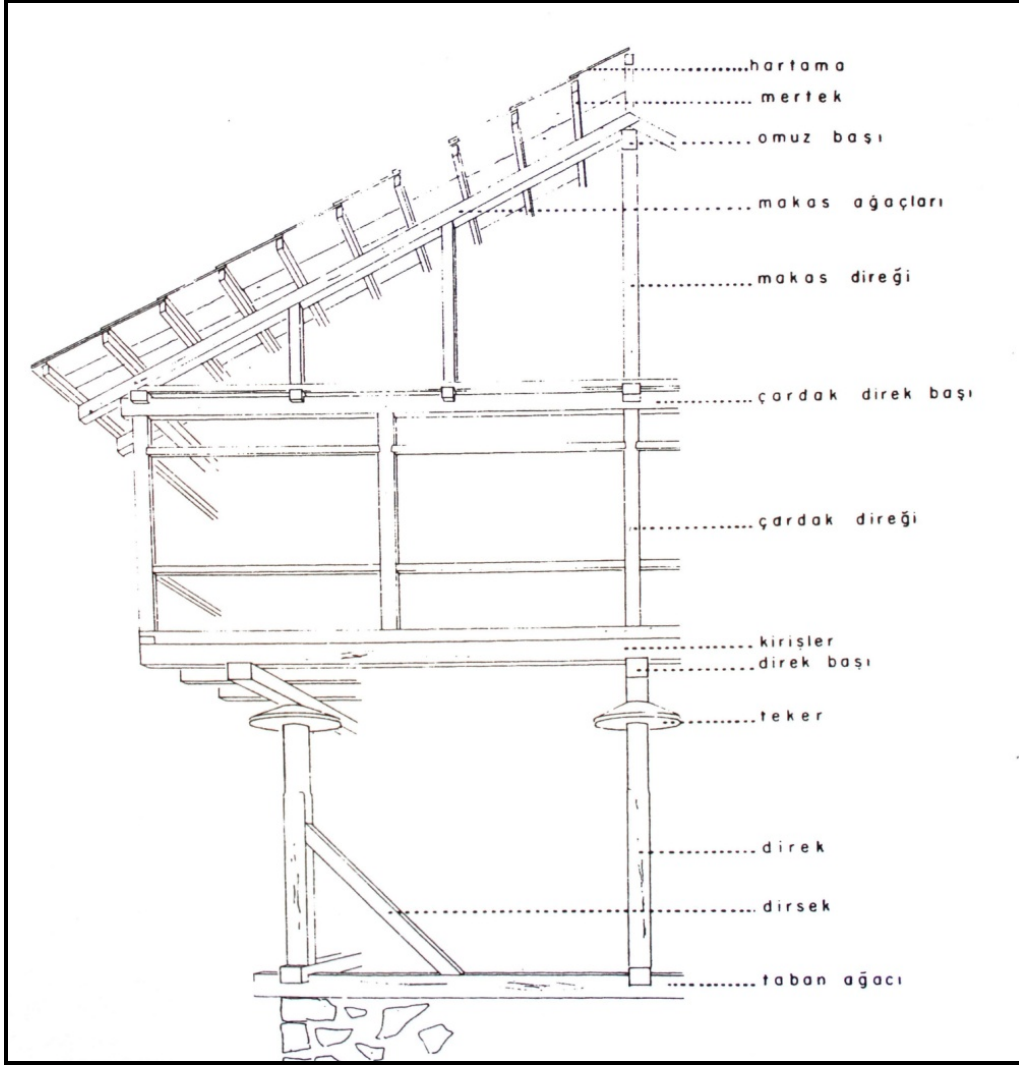 hartama
mertek
omuz başı
makas ağaçları
makas direği
çardak direk başı
çardak direği
kirişler
direk başı
teker
direk
dirsek
taban ağacı